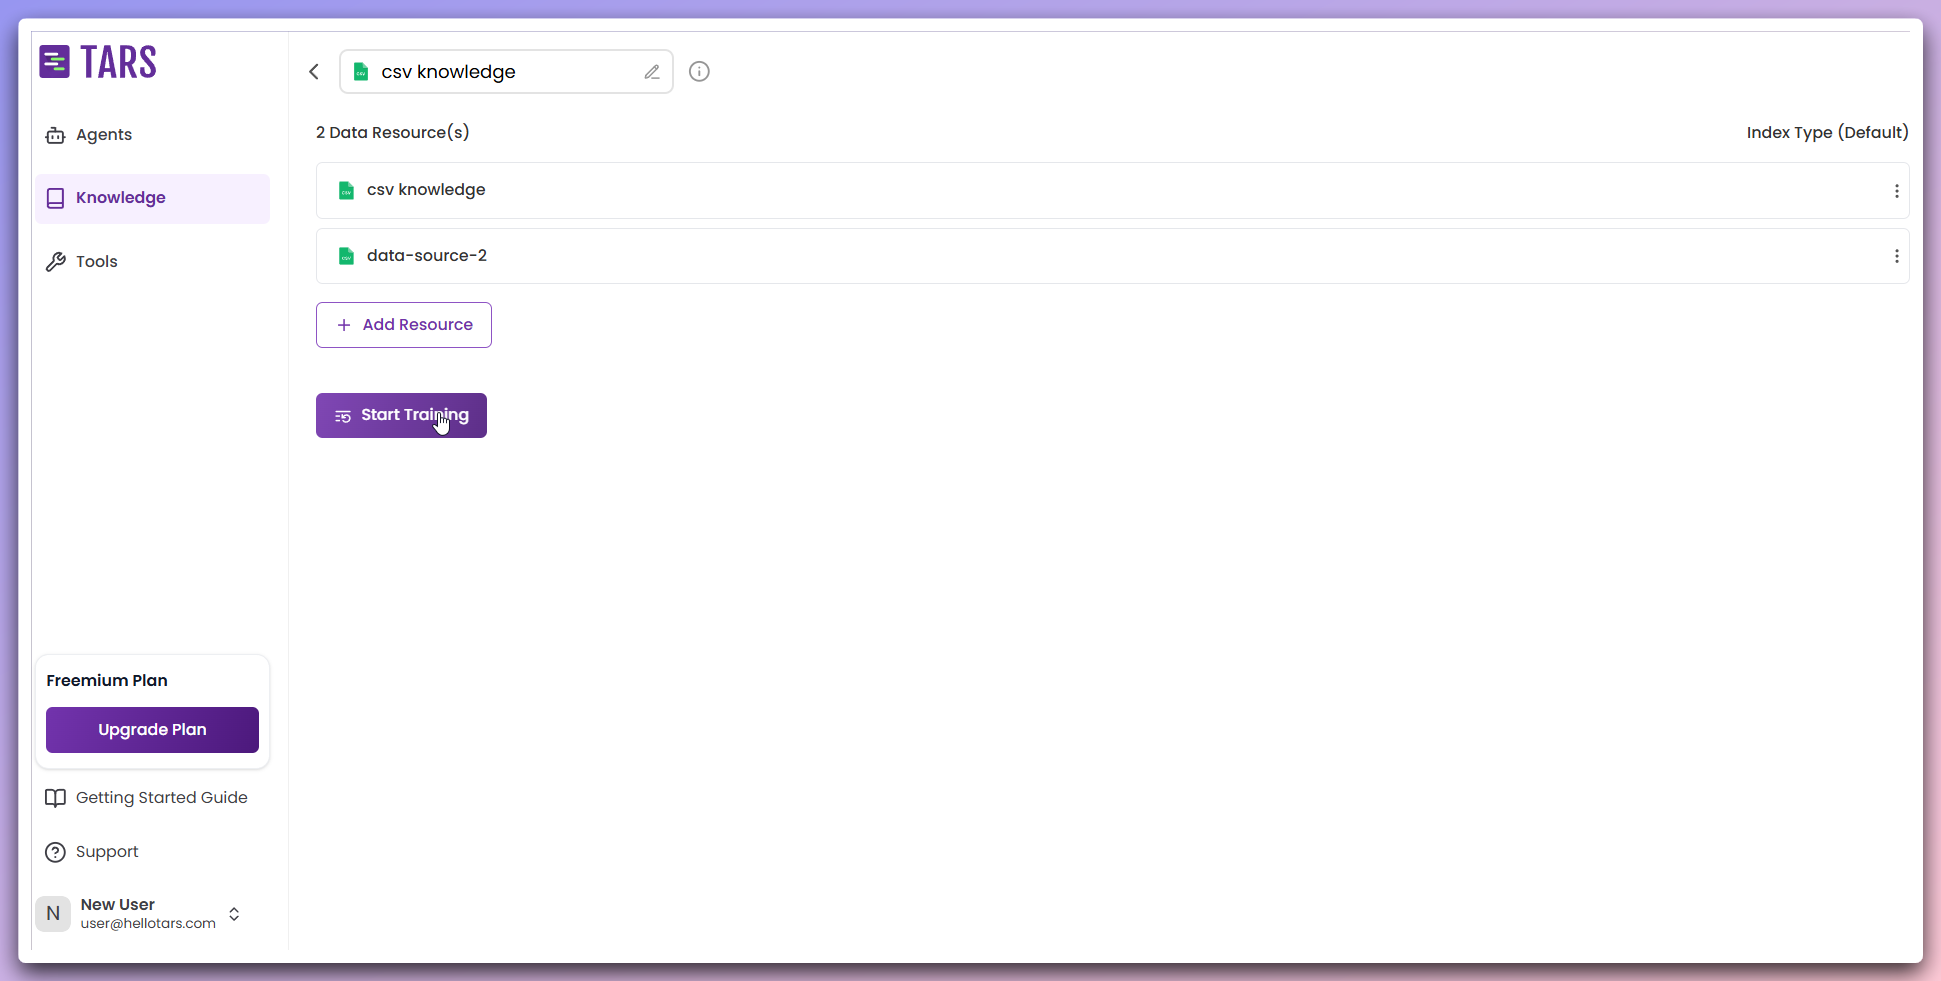 TARS
csv knowledge
Agents
2 Data Resource(s)
Index Type (Default)
Knowledge
csv knowledge
data-source-2
Tools
Add Resource
Start Training
Freemium Plan
Upgrade Plan
Getting Started Guide
Support
N
New User
user@hellotars.com